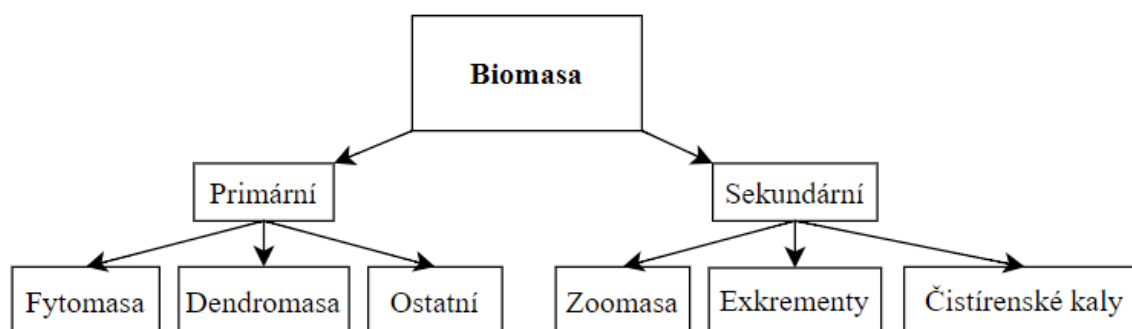 Biomasa
Primární
Sekundární
Fytomasa
Dendromasa
Ostatní
Zoomasa
Exkrementy
Čistírenské kaly